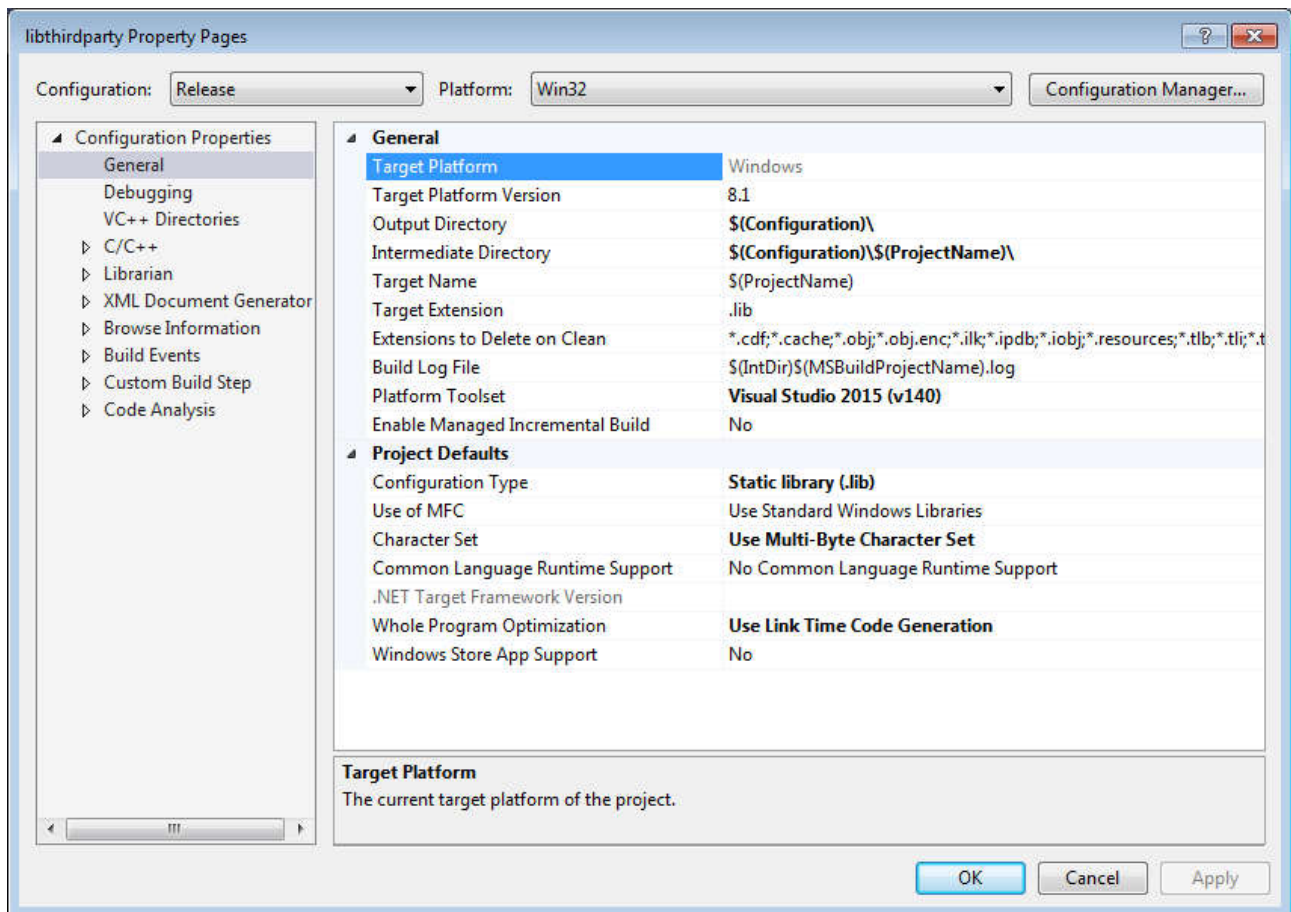 libthirdparty Property Pages
Configuration: Release Platform: Win32 Configuration Manager...
Configuration Properties
General
Debugging
VC++ Directories
C/C++
Librarian
XML Document Generator
Browse Information
Build Events
Custom Build Step
Code Analysis
General
Target Platform Windows
Target Platform Version 8.1
Output Directory $(Configuration)\
Intermediate Directory $(Configuration)\$(ProjectName)\
Target Name $(ProjectName)
Target Extension .lib
Extensions to Delete on Clean *.cdf;*.cache;*.obj;*.obj.enc;*.ilk;*.ipdb;*.iobj;*.resources;*.tlb;*.tli;*.t
Build Log File $(IntDir)$(MSBuildProjectName).log
Platform Toolset Visual Studio 2015 (v140)
Enable Managed Incremental Build No
Project Defaults
Configuration Type Static library (.lib)
Use of MFC Use Standard Windows Libraries
Character Set Use Multi-Byte Character Set
Common Language Runtime Support No Common Language Runtime Support
.NET Target Framework Version
Whole Program Optimization Use Link Time Code Generation
Windows Store App Support No
Target Platform
The current target platform of the project.
OK Cancel Apply